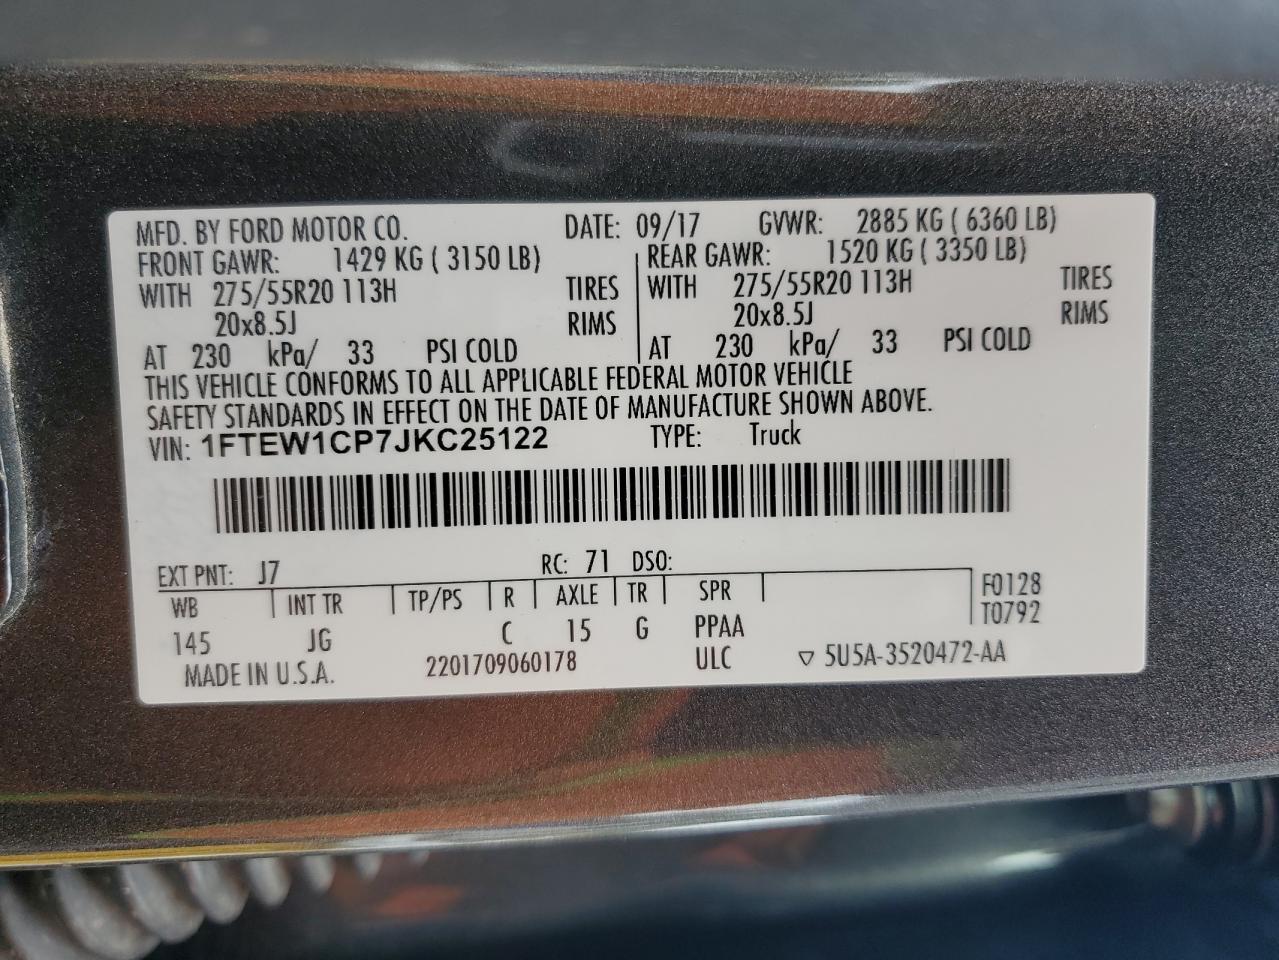 MFD. BY FORD MOTOR CO. DATE: 09/17 GVWR: 2885 KG ( 6360 LB)
FRONT GAWR: 1429 KG ( 3150 LB) REAR GAWR: 1520 KG ( 3350 LB)
WITH 275/55R20 113H TIRES WITH 275/55R20 113H TIRES
20x8.5J RIMS 20x8.5J RIMS
AT 230 kPa/ 33 PSI COLD AT 230 kPa/ 33 PSI COLD
THIS VEHICLE CONFORMS TO ALL APPLICABLE FEDERAL MOTOR VEHICLE
SAFETY STANDARDS IN EFFECT ON THE DATE OF MANUFACTURE SHOWN ABOVE.
VIN: 1FTEW1CP7JKC25122 TYPE: Truck
EXT PNT: J7 RC: 71 DSO:
WB INT TR TP/PS R AXLE TR SPR F0128
145 JG C 15 G PPAA T0792
MADE IN U.S.A. 2201709060178 ULC ▽ 5U5A-3520472-AA